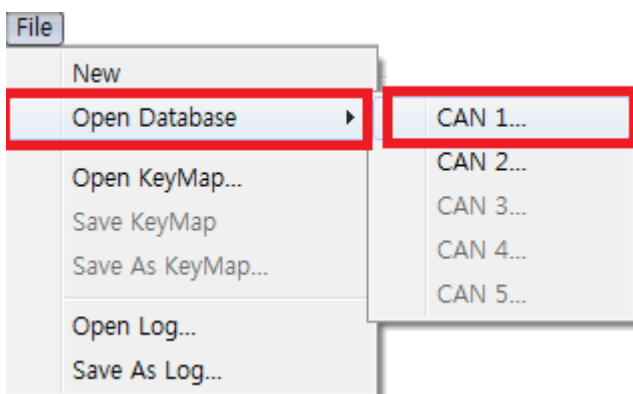 File
New
Open Database
CAN 1...
CAN 2...
CAN 3...
CAN 4...
CAN 5...
Open KeyMap...
Save KeyMap
Save As KeyMap...
Open Log...
Save As Log...